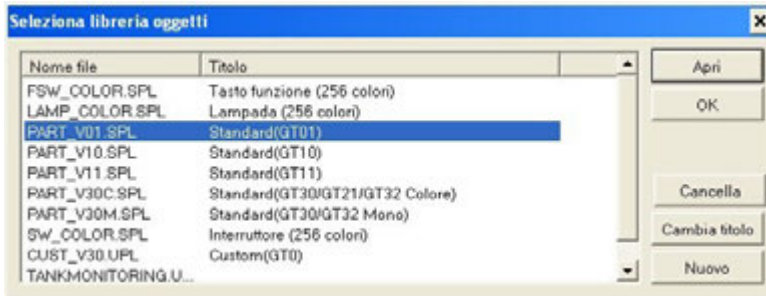 Seleziona libreria oggetti
Nome file Titolo
FSW_COLOR.SPL Tasto funzione (256 colori)
LAMP_COLOR.SPL Lampada (256 colori)
PART_V01.SPL Standard(GT01)
PART_V10.SPL Standard(GT10)
PART_V11.SPL Standard(GT11)
PART_V30C.SPL Standard(GT30/GT21/GT32 Colore)
PART_V30M.SPL Standard(GT30/GT32 Mono)
SW_COLOR.SPL Interruttore (256 colori)
CUST_V30.UPL Custom(GT0)
TANKMONITORING.U...
Apri
OK
Cancella
Cambia titolo
Nuovo